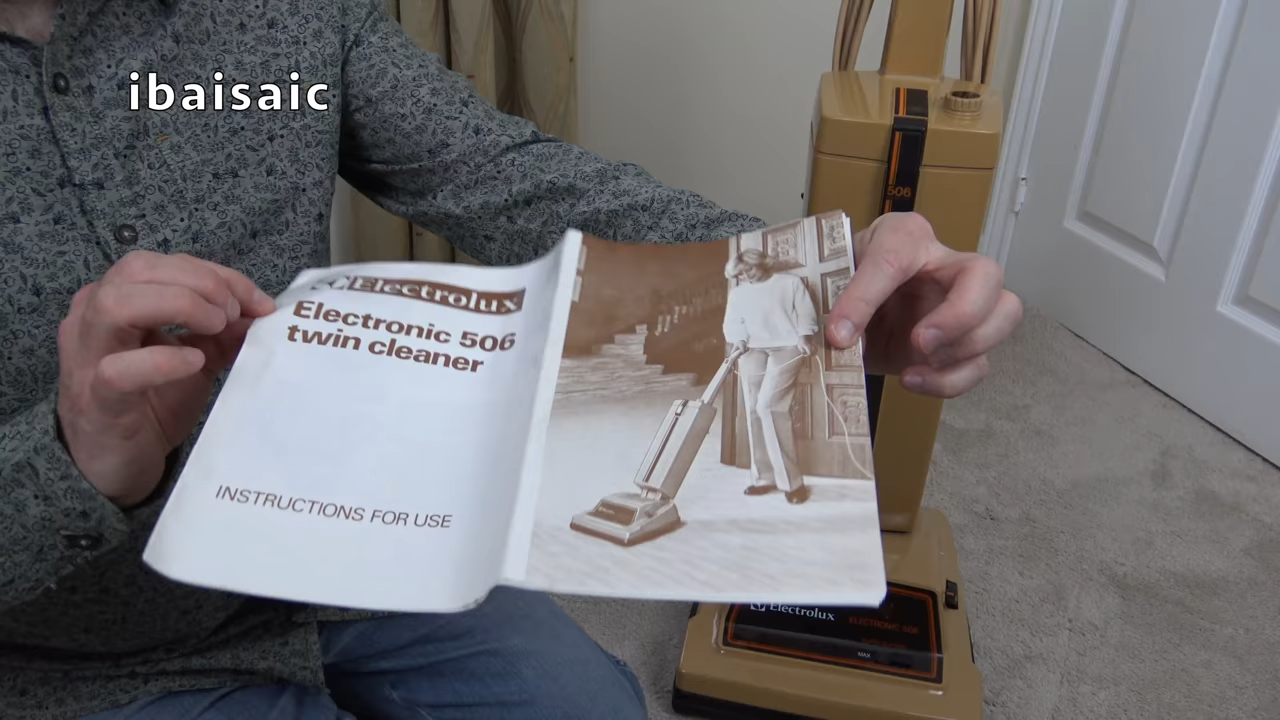 ibaisaic
506
Electrolux
Electronic 506
twin cleaner
INSTRUCTIONS FOR USE
Electrolux
ELECTRONIC 506
MAX